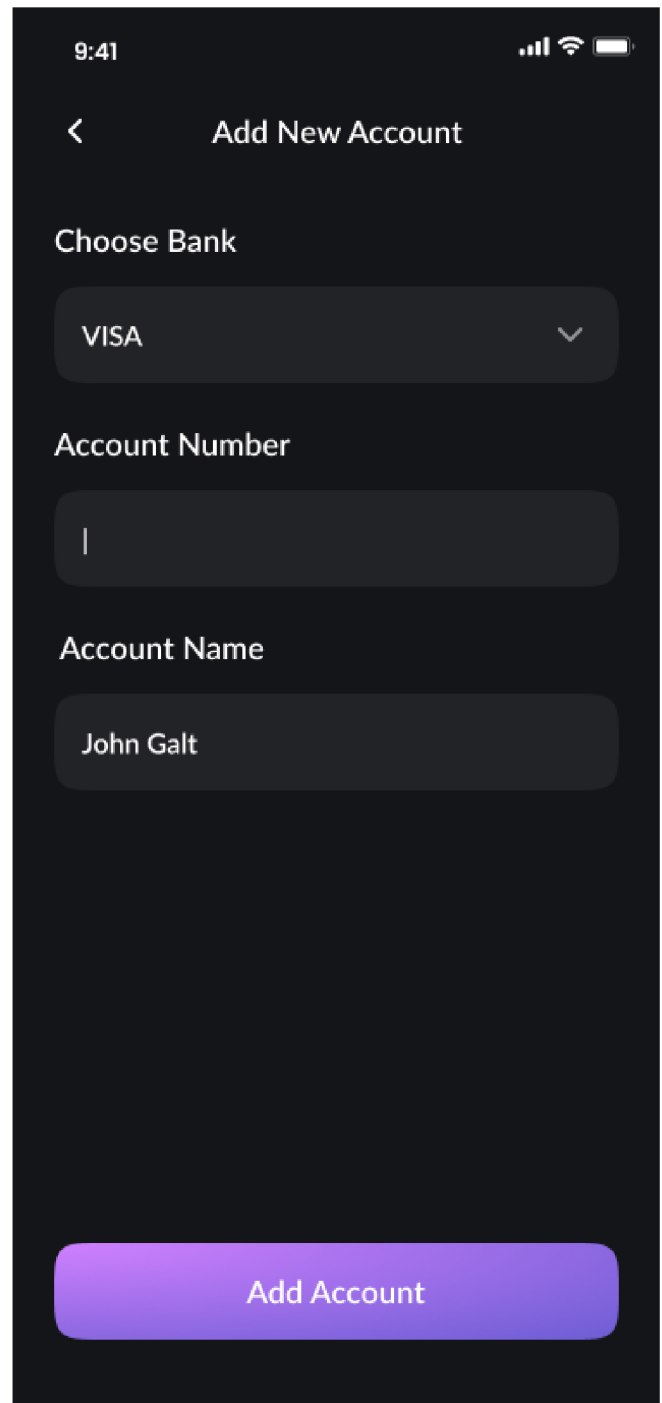 9:41
Add New Account
Choose Bank
VISA
Account Number
Account Name
John Galt
Add Account